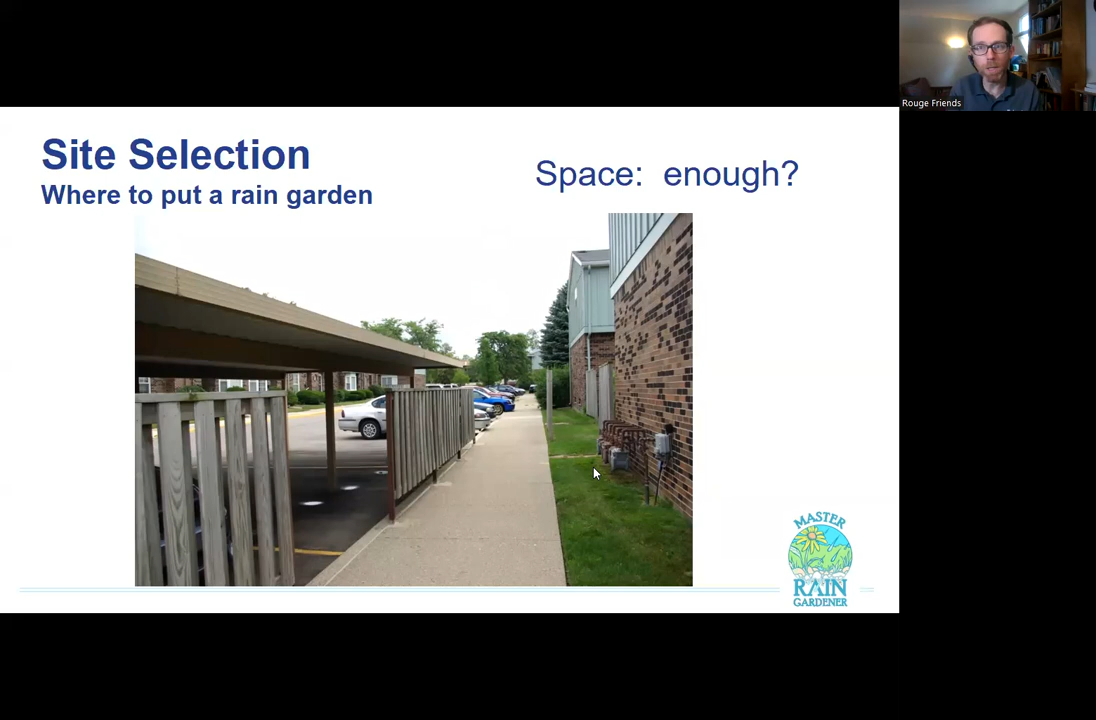 Rouge Friends
Site Selection
Where to put a rain garden
Space: enough?
MASTER
RAIN
GARDENER